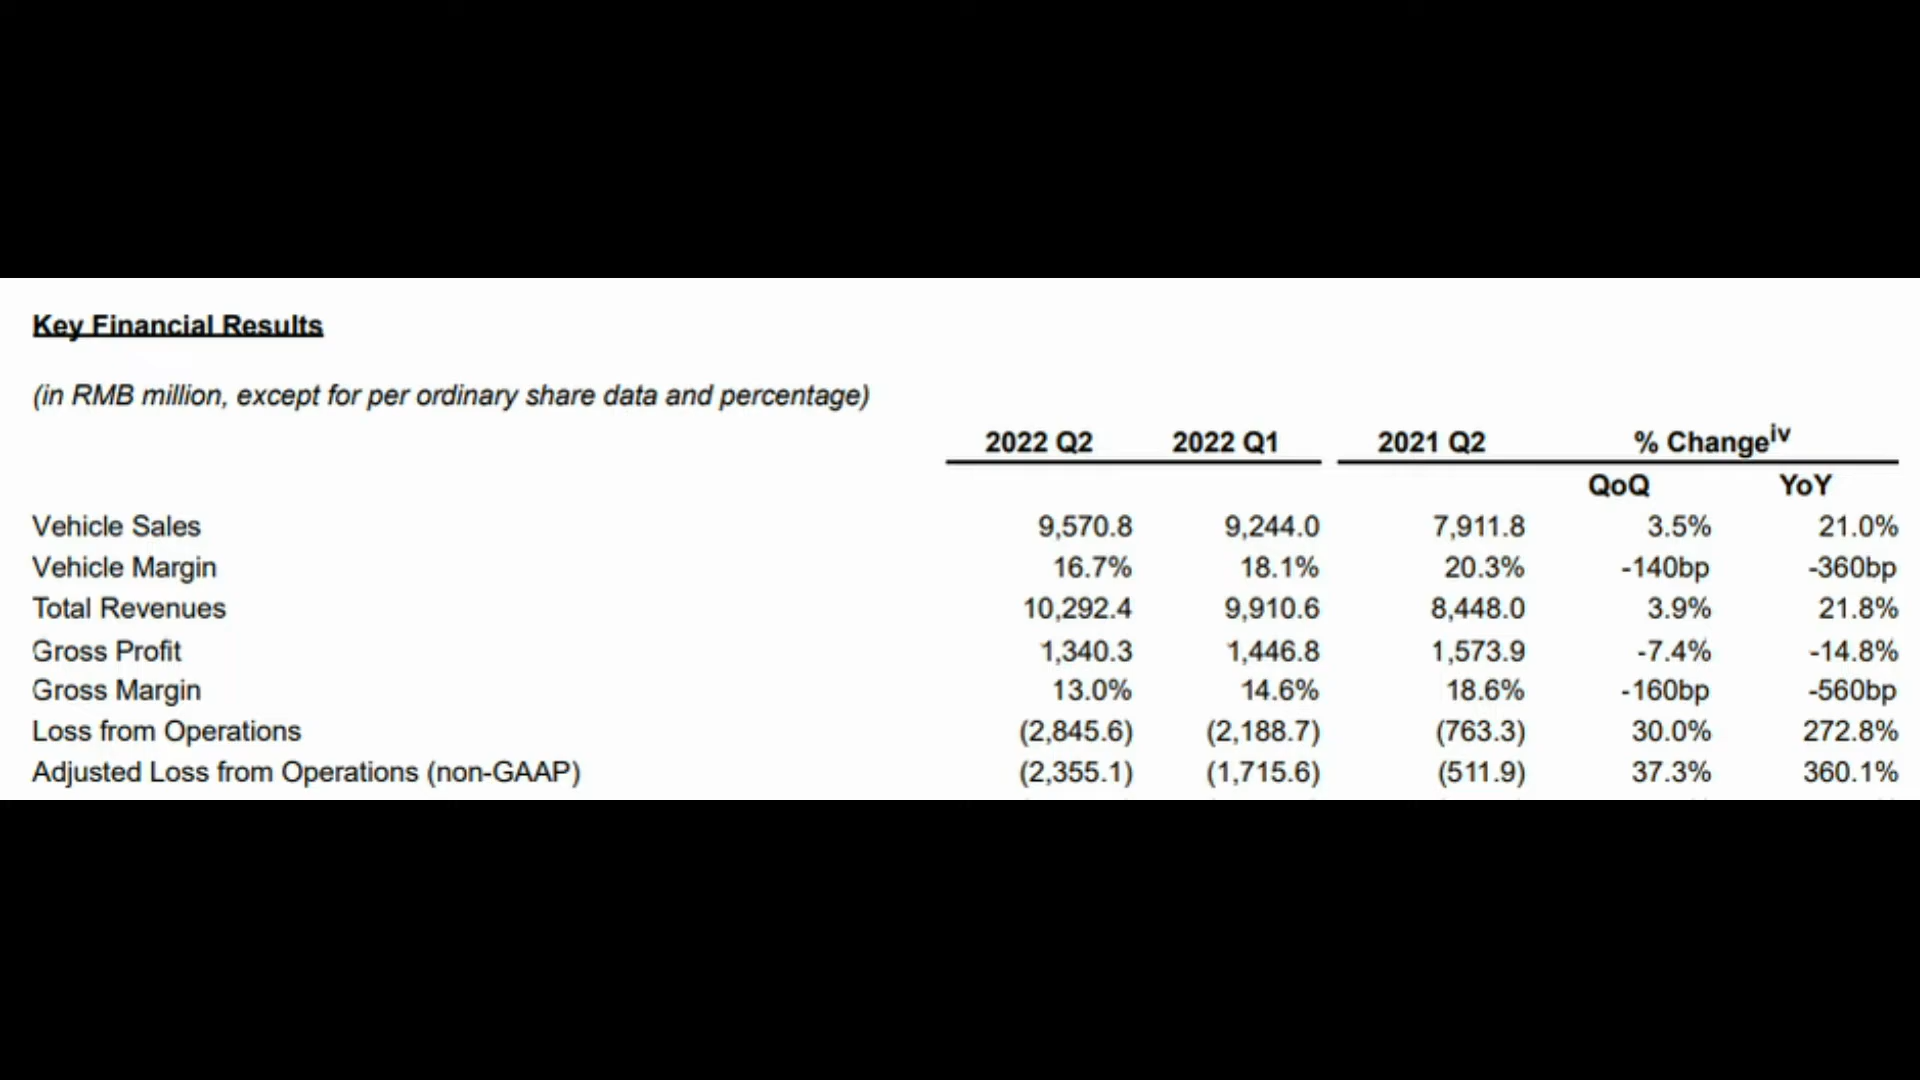 Key Financial Results
(in RMB million, except for per ordinary share data and percentage)
2022 Q2 2022 Q1 2021 Q2 % Changeiv
QoQ YoY
Vehicle Sales 9,570.8 9,244.0 7,911.8 3.5% 21.0%
Vehicle Margin 16.7% 18.1% 20.3% -140bp -360bp
Total Revenues 10,292.4 9,910.6 8,448.0 3.9% 21.8%
Gross Profit 1,340.3 1,446.8 1,573.9 -7.4% -14.8%
Gross Margin 13.0% 14.6% 18.6% -160bp -560bp
Loss from Operations (2,845.6) (2,188.7) (763.3) 30.0% 272.8%
Adjusted Loss from Operations (non-GAAP) (2,355.1) (1,715.6) (511.9) 37.3% 360.1%